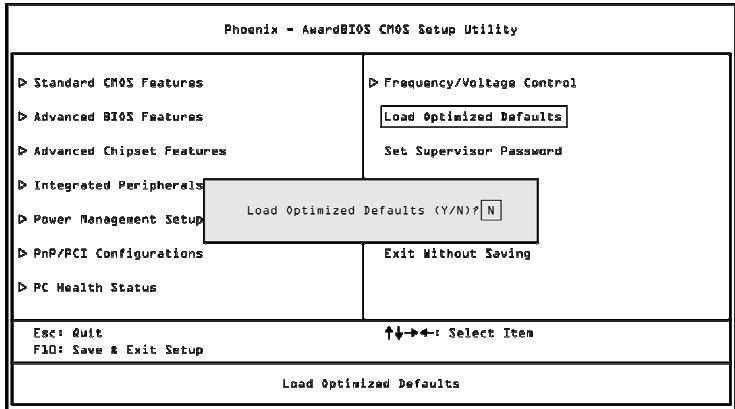 Phoenix - AwardBIOS CMOS Setup Utility
▷ Standard CMOS Features
▷ Advanced BIOS Features
▷ Advanced Chipset Features
▷ Integrated Peripherals
▷ Power Management Setup
▷ PnP/PCI Configurations
▷ PC Health Status
▷ Frequency/Voltage Control
Load Optimized Defaults
Set Supervisor Password
Exit Without Saving
Load Optimized Defaults (Y/N)? N
Esc: Quit
F10: Save & Exit Setup
↑↓→←: Select Item
Load Optimized Defaults